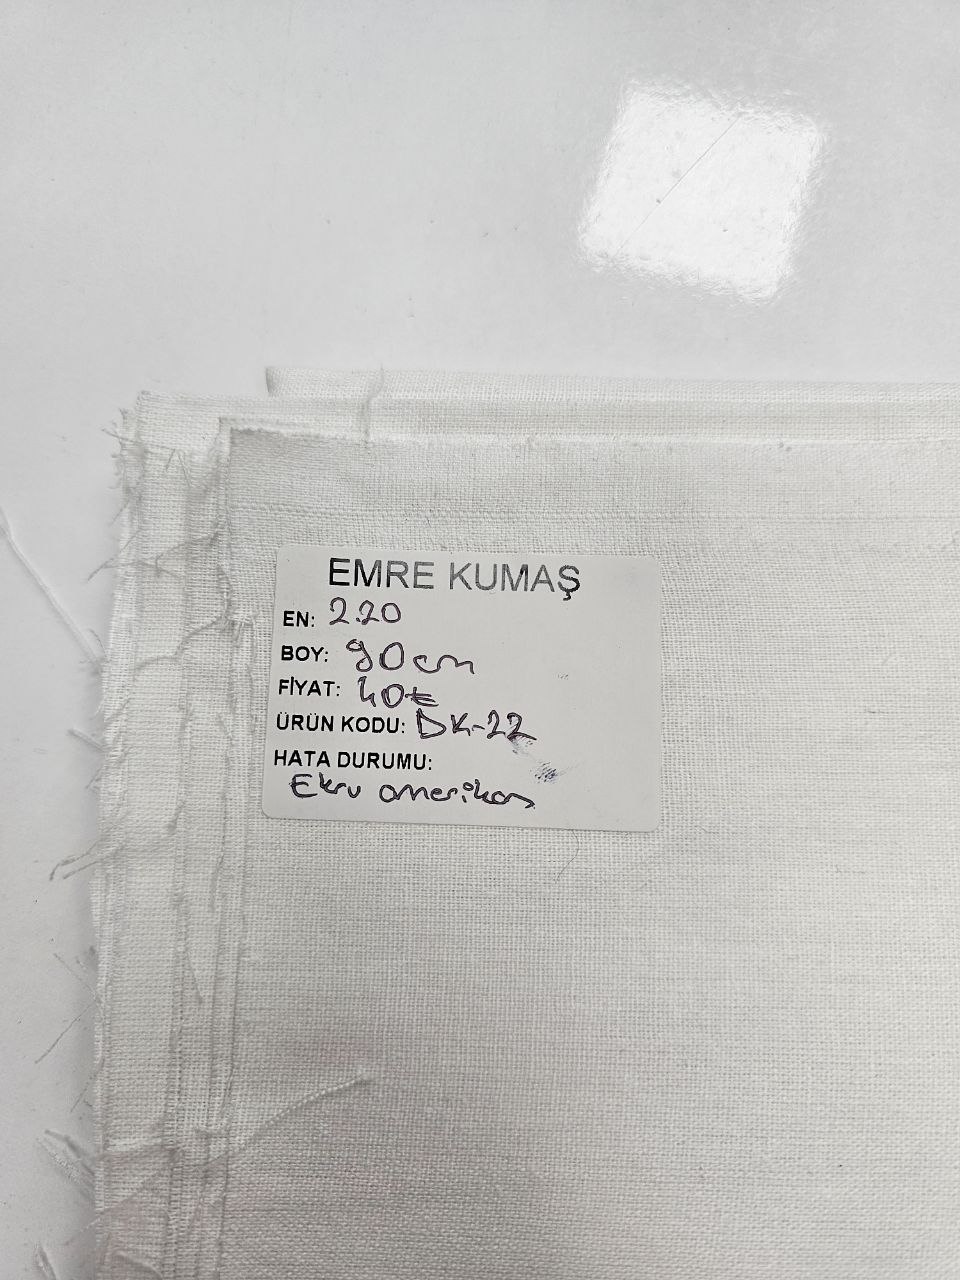 EMRE KUMAŞ
EN: 2.20
BOY: 90cm
FİYAT: 40₺
ÜRÜN KODU: DK-22
HATA DURUMU:
Ekru amerikan